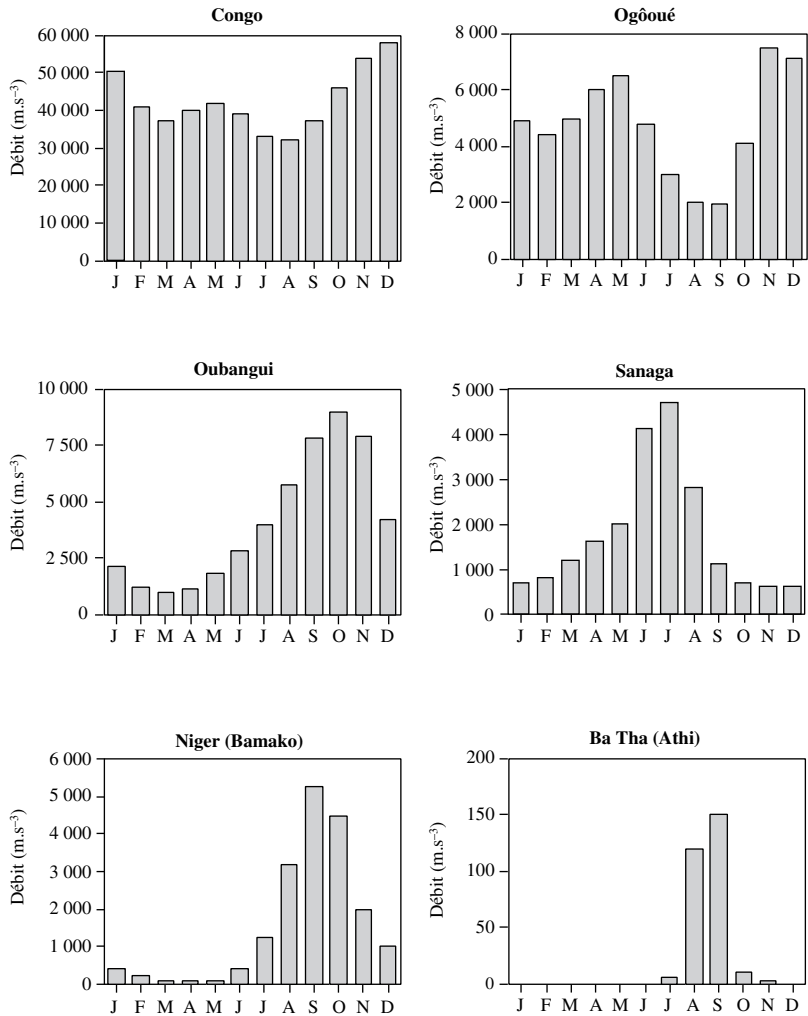 Congo
Débit (m.s⁻³)
60 000
50 000
40 000
30 000
20 000
10 000
0
J F M A M J J A S O N D
Ogôoué
Débit (m.s⁻³)
8 000
6 000
4 000
2 000
0
J F M A M J J A S O N D
Oubangui
Débit (m.s⁻³)
10 000
7 500
5 000
2 500
0
J F M A M J J A S O N D
Sanaga
Débit (m.s⁻³)
5 000
4 000
3 000
2 000
1 000
0
J F M A M J J A S O N D
Niger (Bamako)
Débit (m.s⁻³)
6 000
5 000
4 000
3 000
2 000
1 000
0
J F M A M J J A S O N D
Ba Tha (Athi)
Débit (m.s⁻³)
200
150
100
50
0
J F M A M J J A S O N D